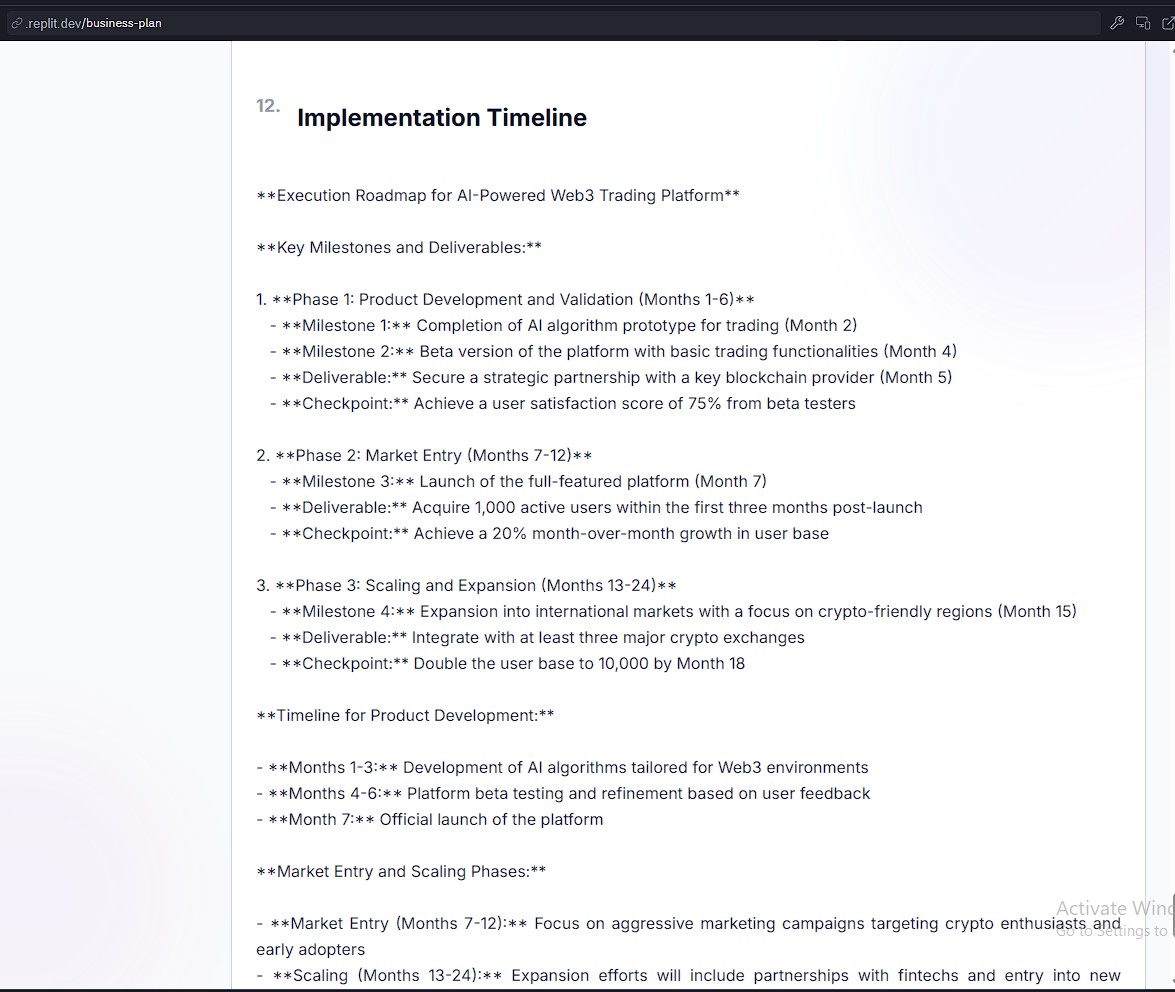 .replit.dev/business-plan
12. Implementation Timeline
**Execution Roadmap for AI-Powered Web3 Trading Platform**
**Key Milestones and Deliverables:**
1. **Phase 1: Product Development and Validation (Months 1-6)**
- **Milestone 1:** Completion of AI algorithm prototype for trading (Month 2)
- **Milestone 2:** Beta version of the platform with basic trading functionalities (Month 4)
- **Deliverable:** Secure a strategic partnership with a key blockchain provider (Month 5)
- **Checkpoint:** Achieve a user satisfaction score of 75% from beta testers
2. **Phase 2: Market Entry (Months 7-12)**
- **Milestone 3:** Launch of the full-featured platform (Month 7)
- **Deliverable:** Acquire 1,000 active users within the first three months post-launch
- **Checkpoint:** Achieve a 20% month-over-month growth in user base
3. **Phase 3: Scaling and Expansion (Months 13-24)**
- **Milestone 4:** Expansion into international markets with a focus on crypto-friendly regions (Month 15)
- **Deliverable:** Integrate with at least three major crypto exchanges
- **Checkpoint:** Double the user base to 10,000 by Month 18
**Timeline for Product Development:**
- **Months 1-3:** Development of AI algorithms tailored for Web3 environments
- **Months 4-6:** Platform beta testing and refinement based on user feedback
- **Month 7:** Official launch of the platform
**Market Entry and Scaling Phases:**
- **Market Entry (Months 7-12):** Focus on aggressive marketing campaigns targeting crypto enthusiasts and
early adopters
- **Scaling (Months 13-24):** Expansion efforts will include partnerships with fintechs and entry into new
Activate Wind
Go to Settings to